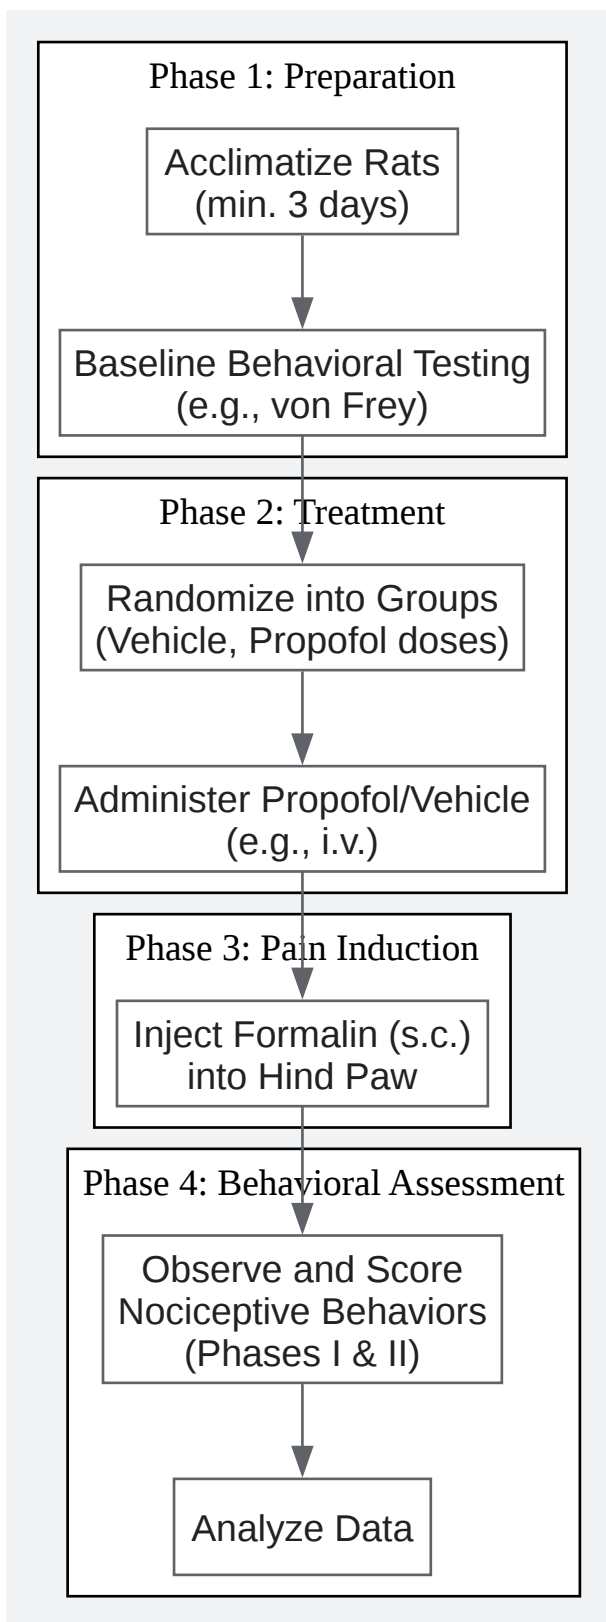 Phase 1: Preparation
Acclimatize Rats
(min. 3 days)
Baseline Behavioral Testing
(e.g., von Frey)
Phase 2: Treatment
Randomize into Groups
(Vehicle, Propofol doses)
Administer Propofol/Vehicle
(e.g., i.v.)
Phase 3: Pain Induction
Inject Formalin (s.c.)
into Hind Paw
Phase 4: Behavioral Assessment
Observe and Score
Nociceptive Behaviors
(Phases I & II)
Analyze Data